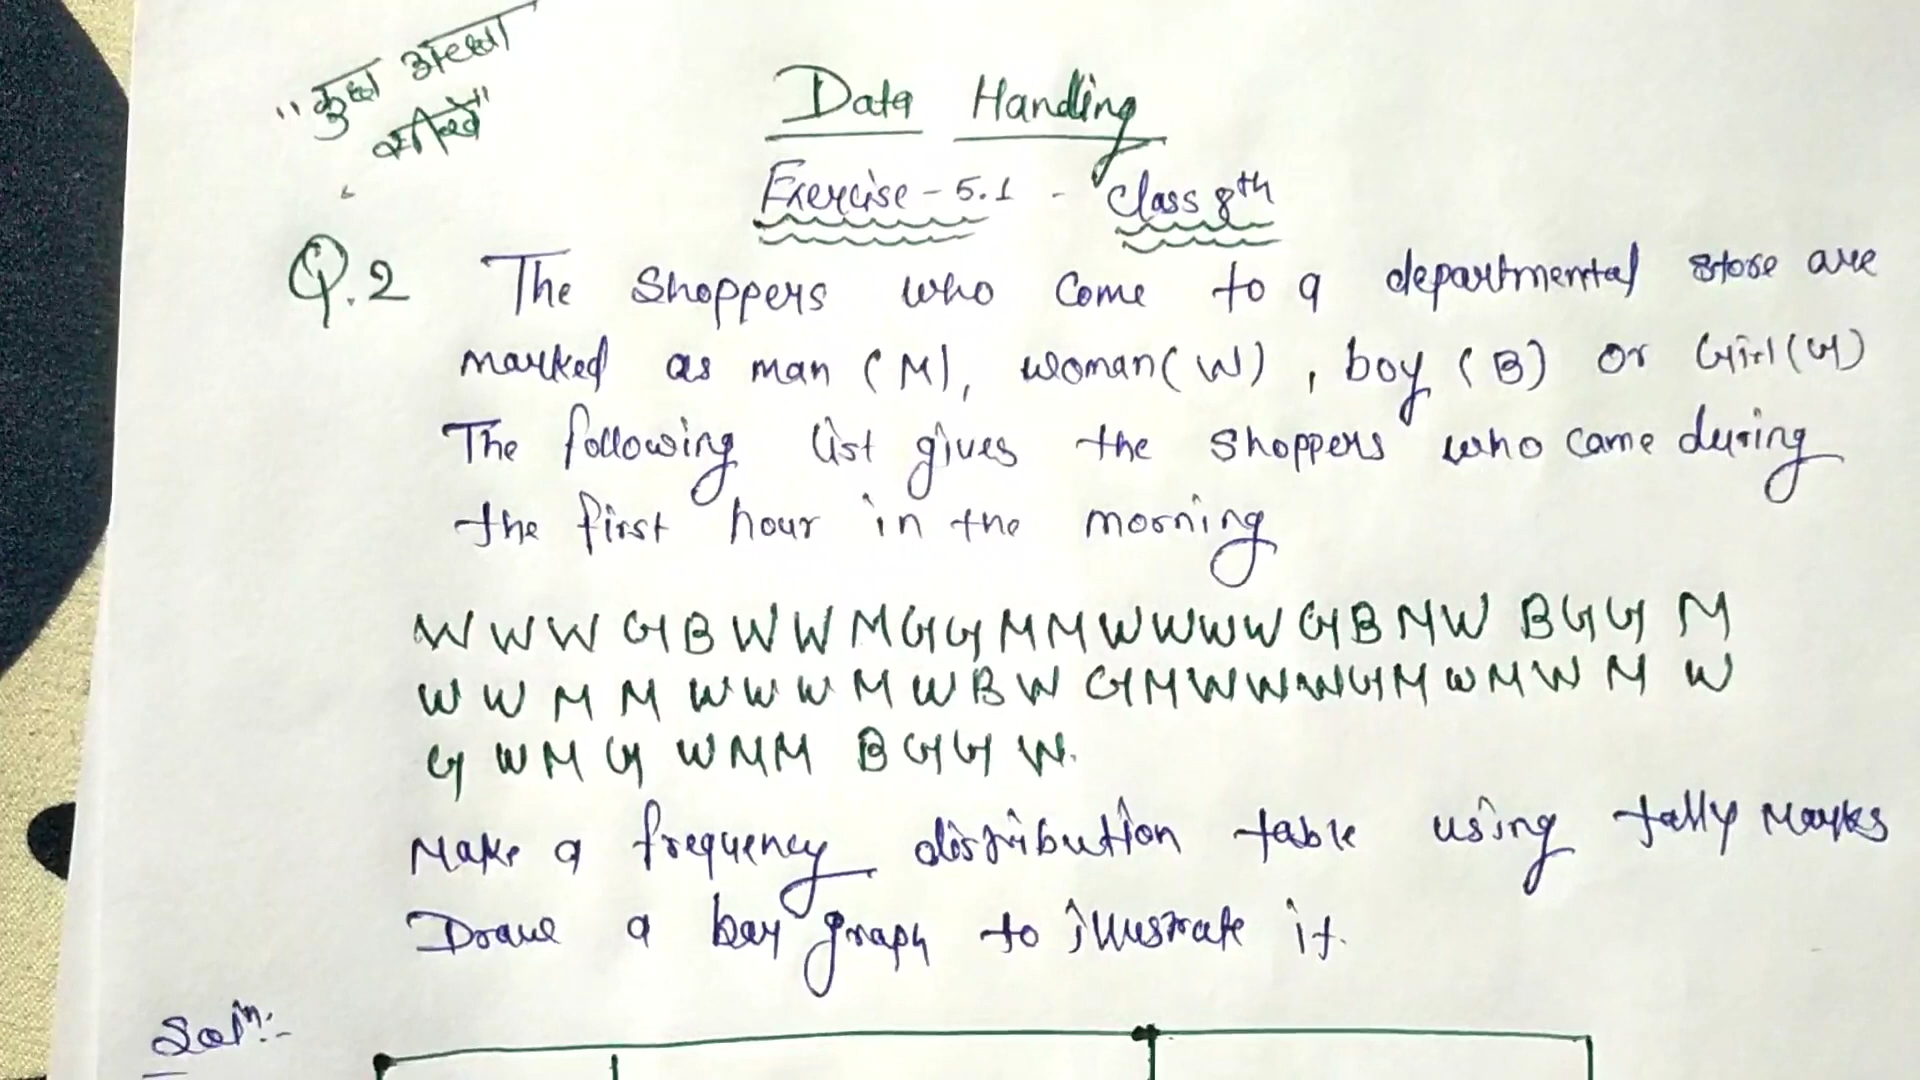 "कुछ अच्छा
सीखें"
Data Handling
Exercise - 5.1 - Class 8th
Q.2 The Shoppers who come to a departmental store are
marked as man (M), woman (W), boy (B) or Girl (G)
The following list gives the shoppers who came during
the first hour in the morning
W W W G B W W M G G M M W W W W G B M W B G G M
W W M M W W W M W B W G M W W W G M W M W M W
G W M G W M M B G G W.
Make a frequency distribution table using tally Marks
Draw a bar graph to illustrate it.
Soln:-